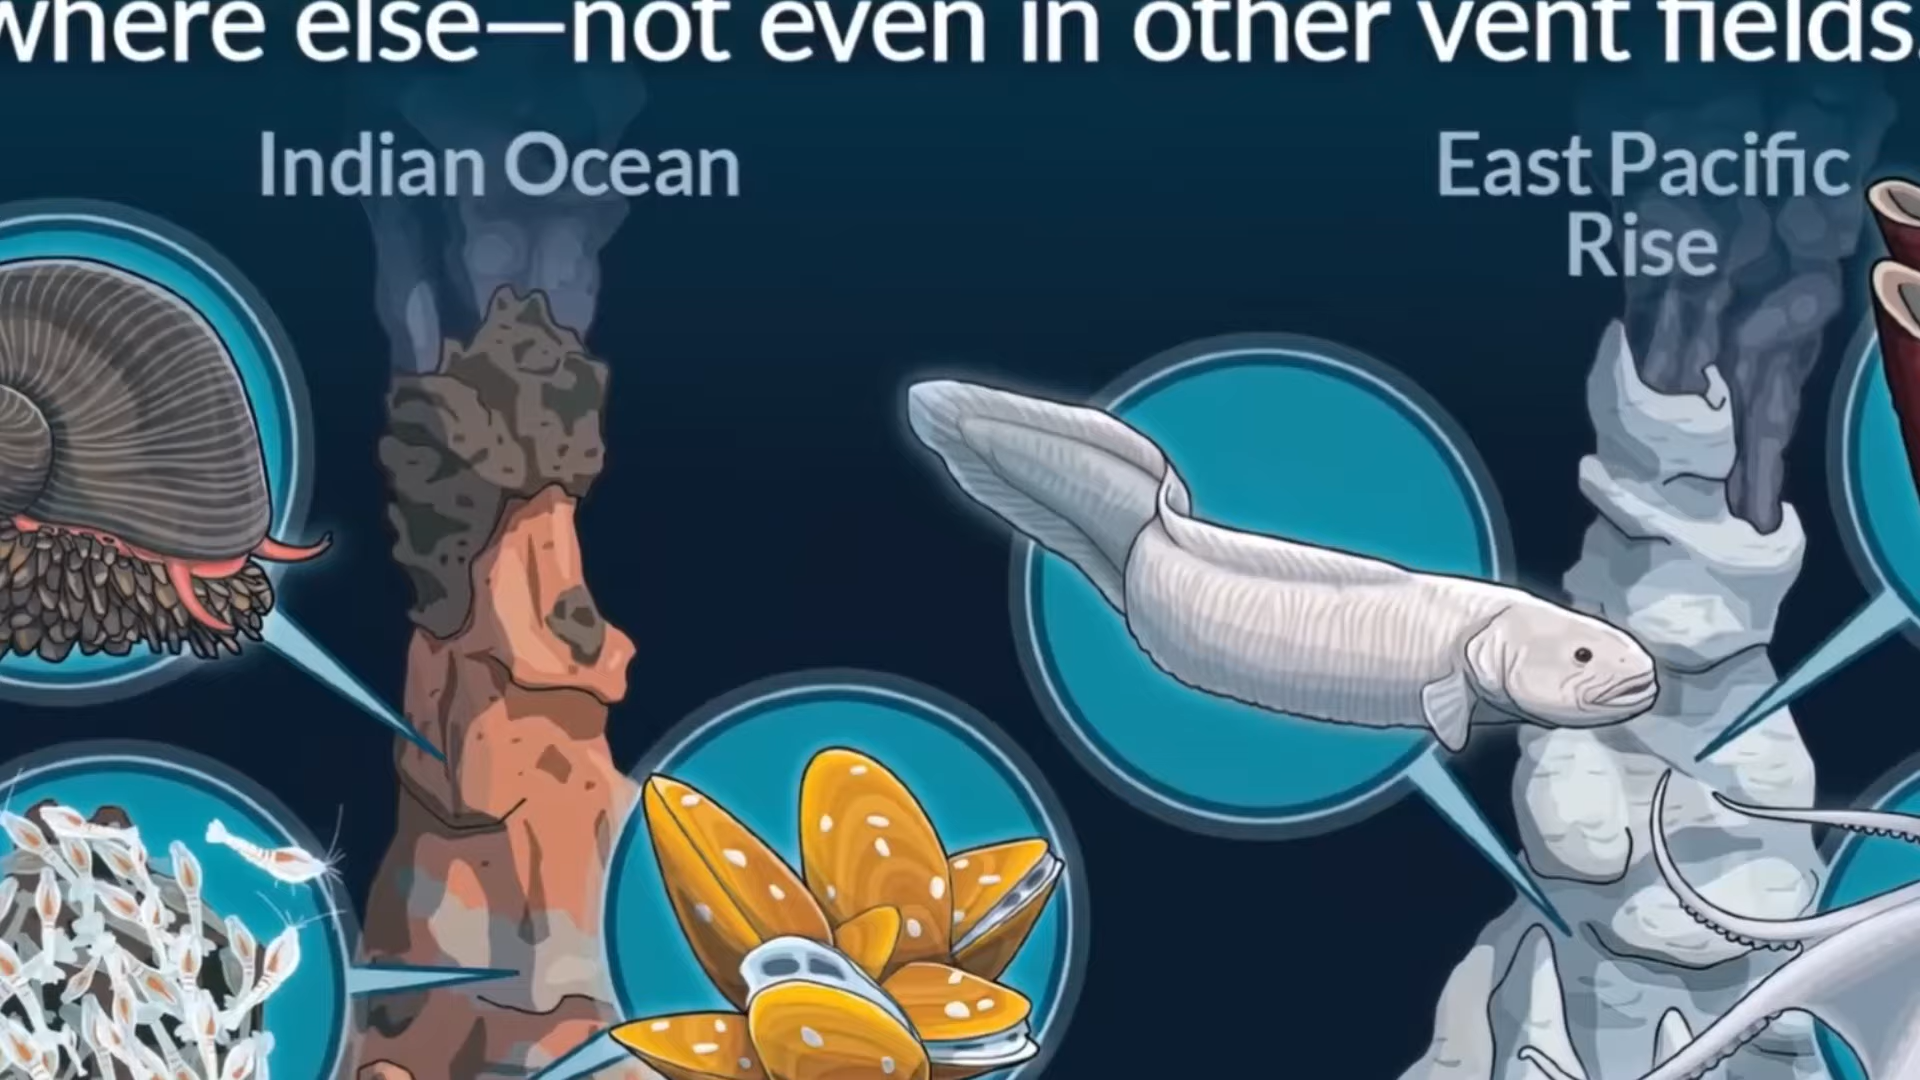 where else—not even in other vent fields.
Indian Ocean
East Pacific
Rise